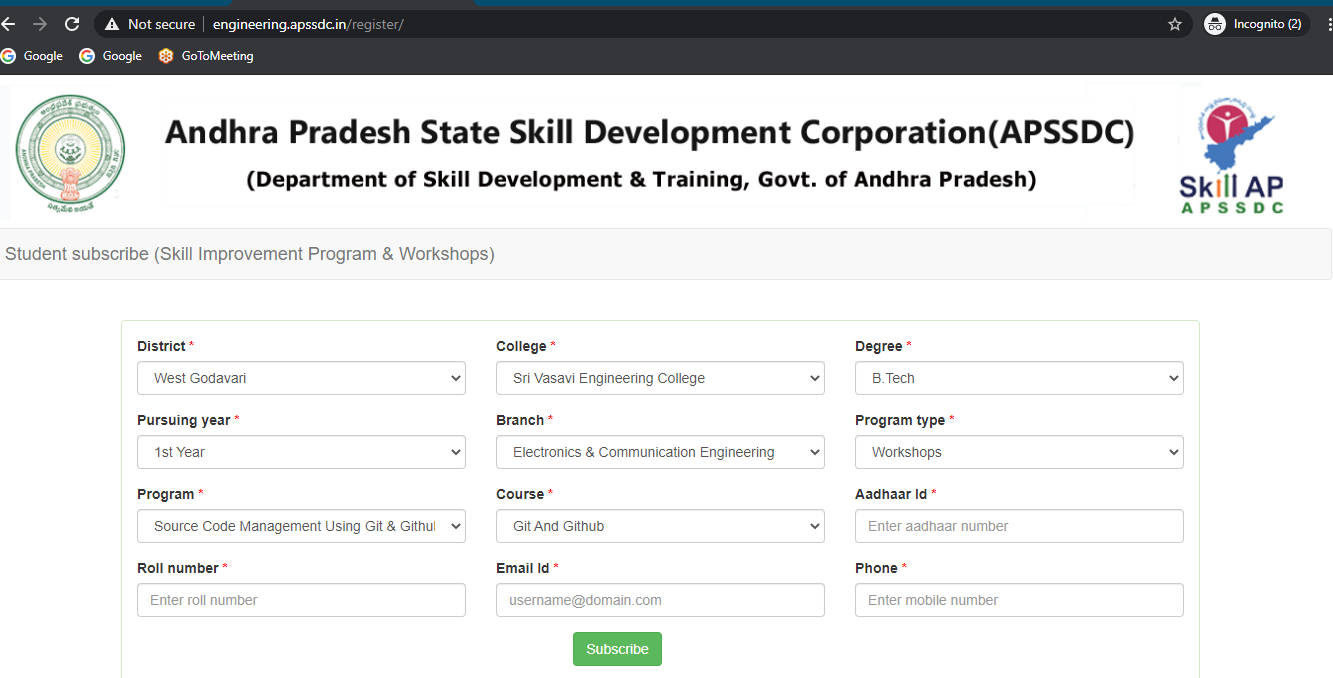 Not secure engineering.apssdc.in/register/ Incognito (2)
Google Google GoToMeeting
Andhra Pradesh State Skill Development Corporation(APSSDC)
(Department of Skill Development & Training, Govt. of Andhra Pradesh)
Skill AP
APSSDC
Student subscribe (Skill Improvement Program & Workshops)
District * College * Degree *
West Godavari Sri Vasavi Engineering College B.Tech
Pursuing year * Branch * Program type *
1st Year Electronics & Communication Engineering Workshops
Program * Course * Aadhaar Id *
Source Code Management Using Git & Github Git And Github Enter aadhaar number
Roll number * Email Id * Phone *
Enter roll number username@domain.com Enter mobile number
Subscribe